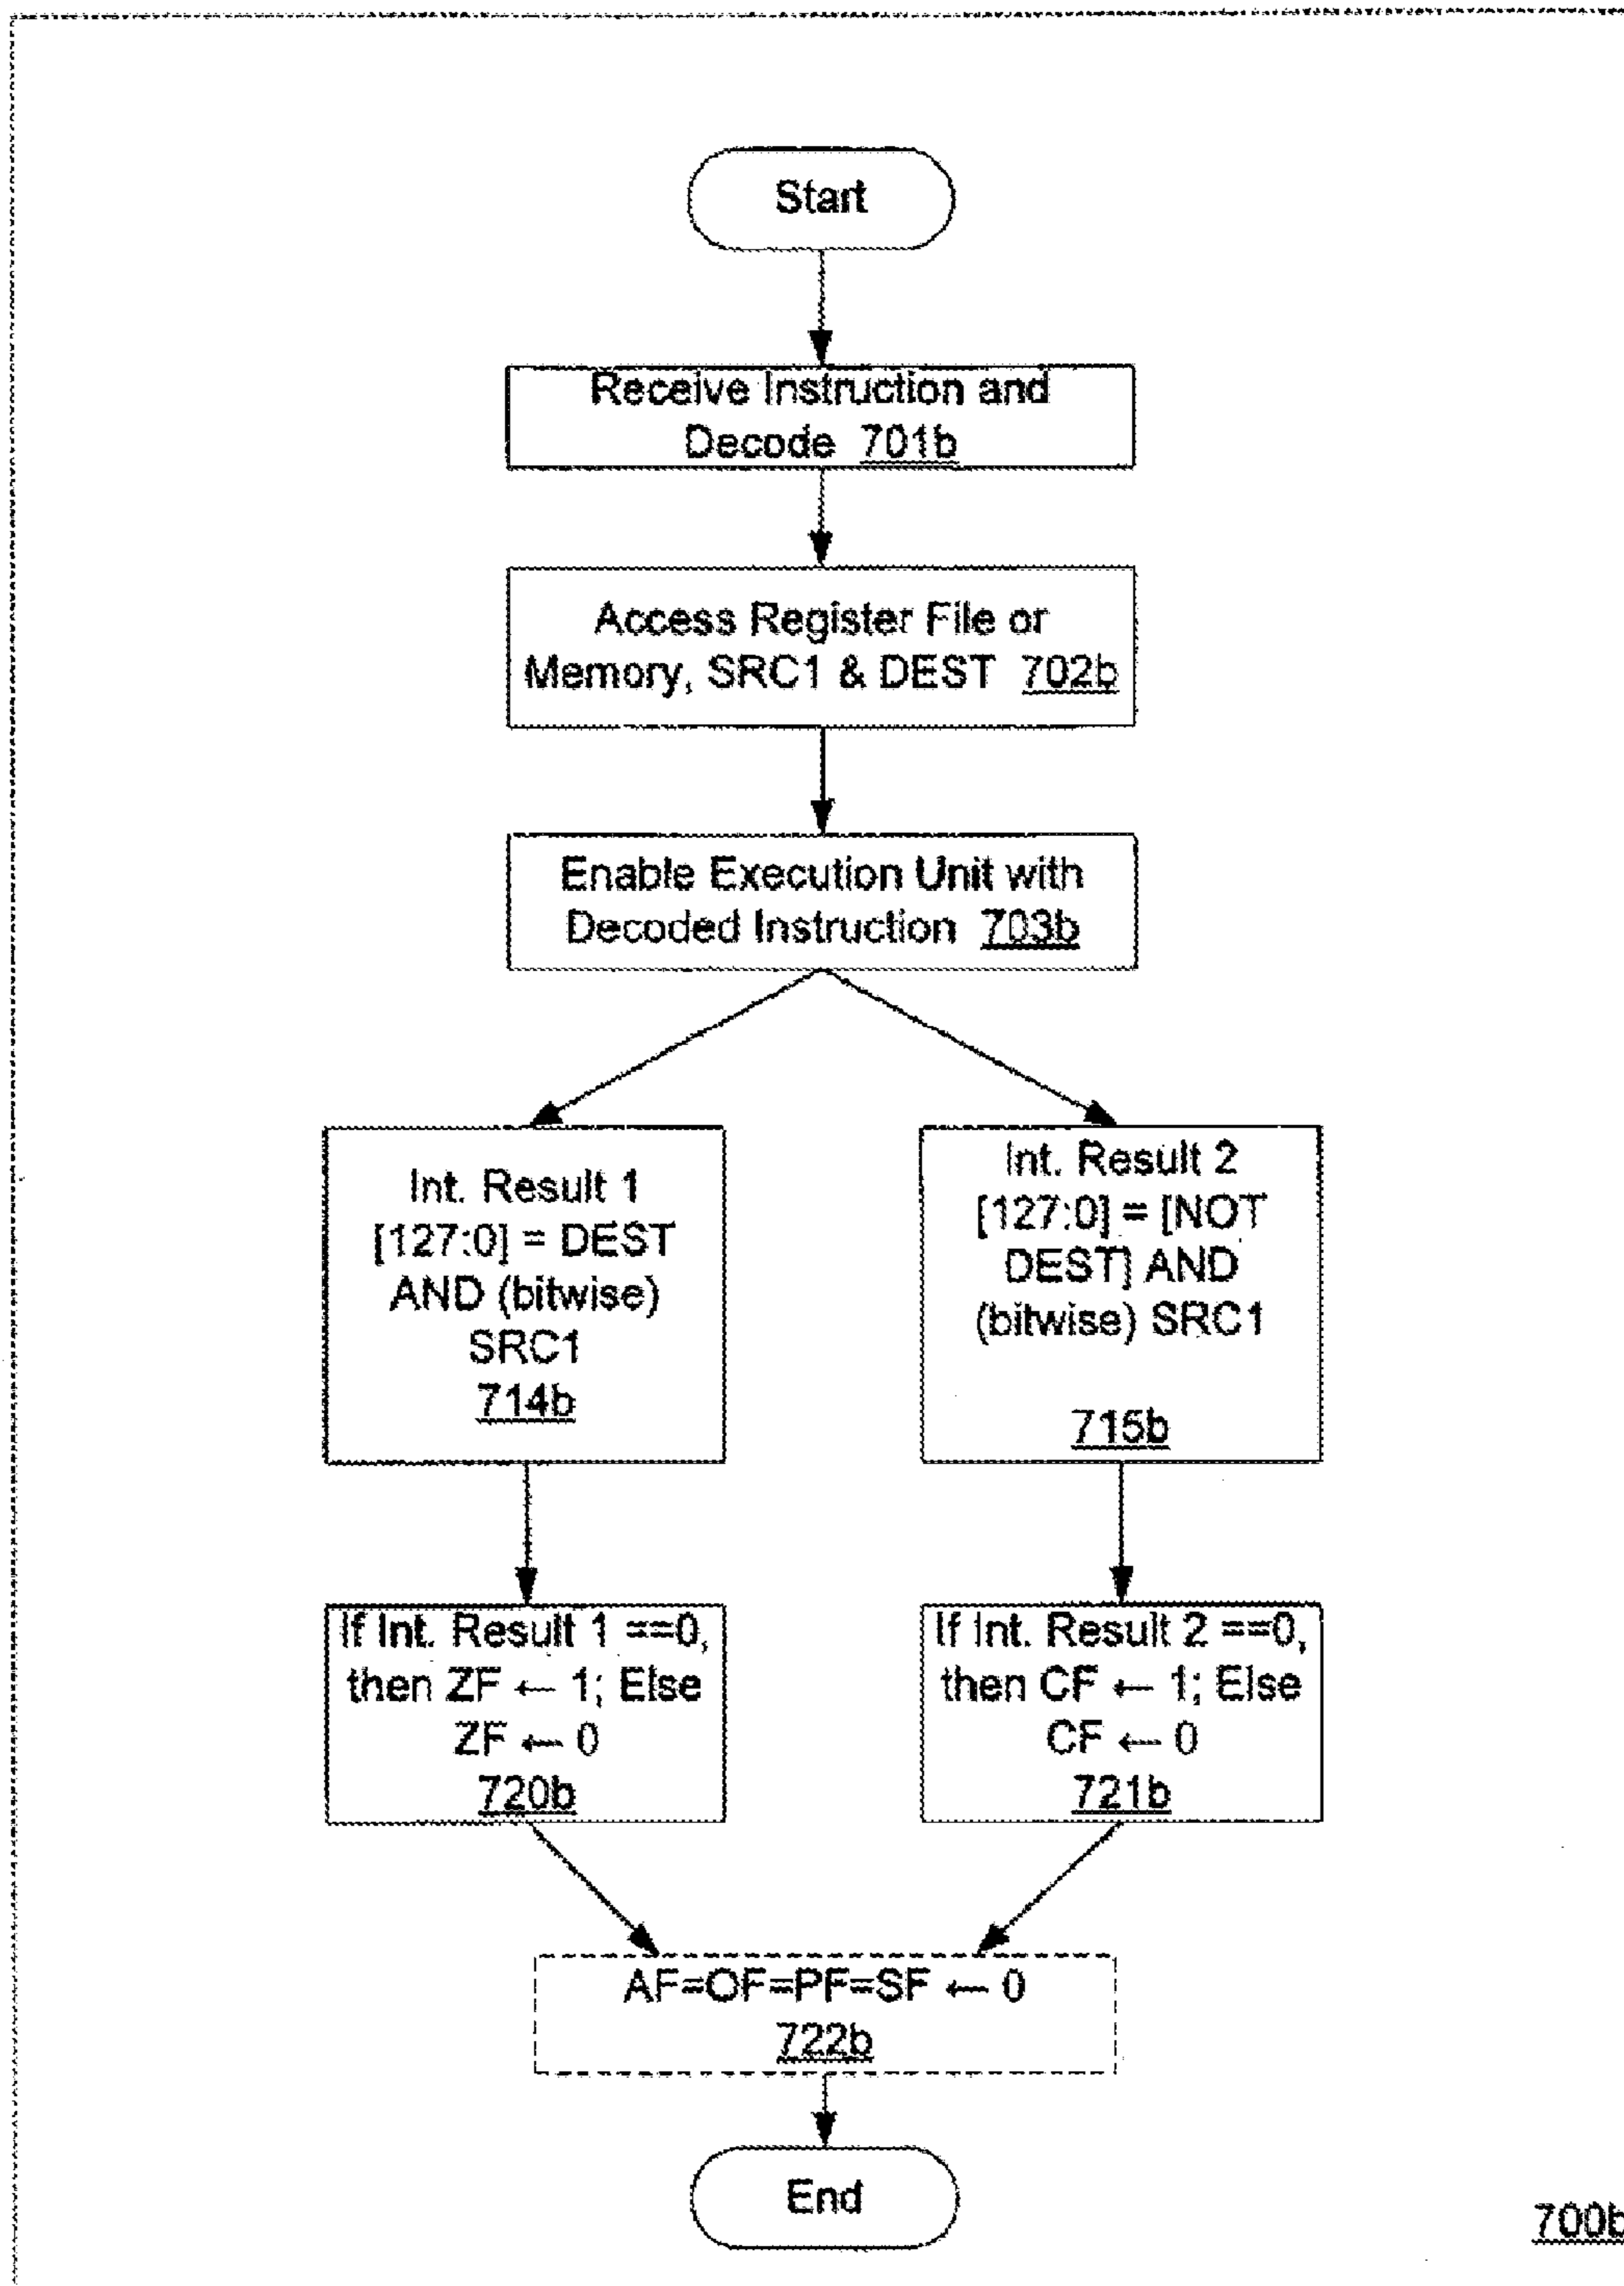 Start
Receive Instruction and
Decode 701b
Access Register File or
Memory, SRC1 & DEST 702b
Enable Execution Unit with
Decoded Instruction 703b
Int. Result 1
[127:0] = DEST
AND (bitwise)
SRC1
714b
Int. Result 2
[127:0] = [NOT
DEST] AND
(bitwise) SRC1
715b
If Int. Result 1 ==0,
then ZF ← 1; Else
ZF ← 0
720b
If Int. Result 2 ==0,
then CF ← 1; Else
CF ← 0
721b
AF=OF=PF=SF ← 0
722b
End
700b